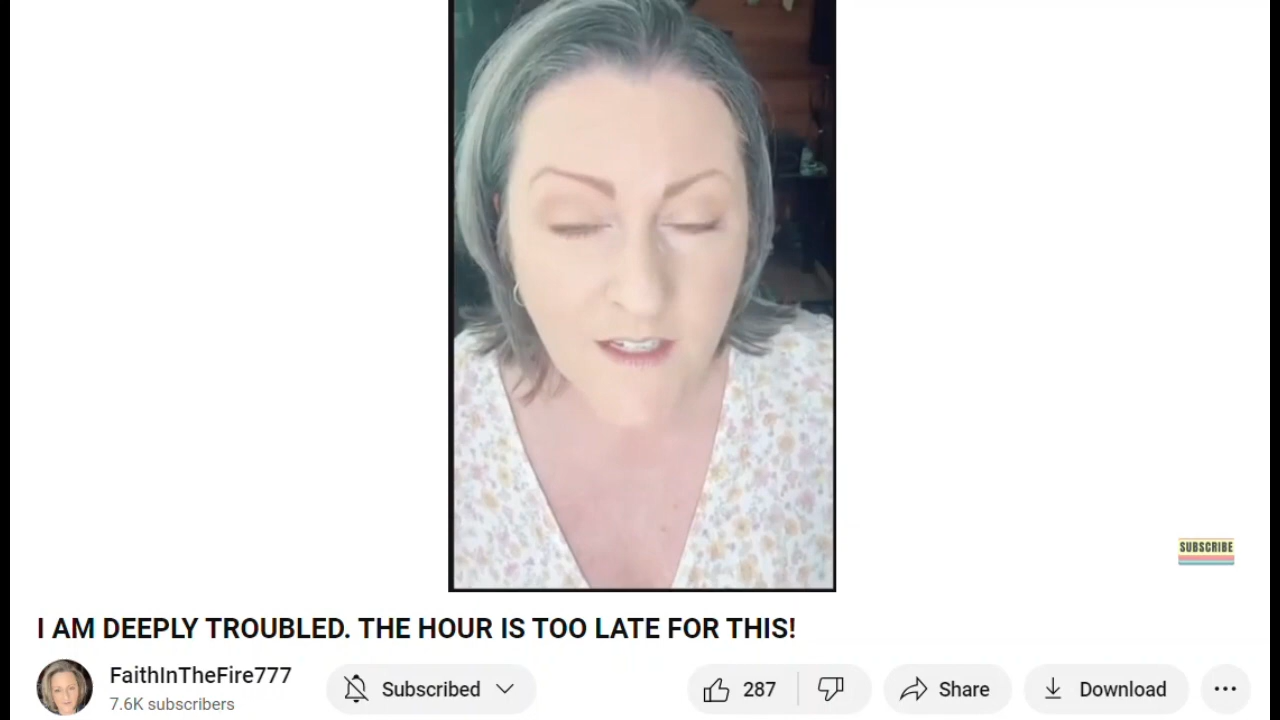 SUBSCRIBE
I AM DEEPLY TROUBLED. THE HOUR IS TOO LATE FOR THIS!
FaithInTheFire777
7.6K subscribers
Subscribed
287
Share
Download